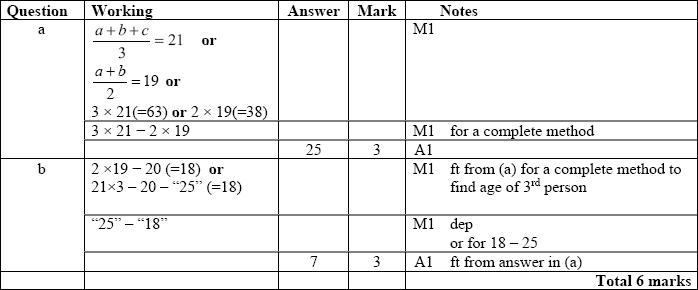 Question Working Answer Mark Notes
a (a + b + c)/3 = 21 or M1
(a + b)/2 = 19 or
3 × 21(=63) or 2 × 19(=38)
3 × 21 – 2 × 19 M1 for a complete method
25 3 A1
b 2 ×19 – 20 (=18) or M1 ft from (a) for a complete method to
21×3 – 20 – “25” (=18) find age of 3rd person
“25” – “18” M1 dep
or for 18 – 25
7 3 A1 ft from answer in (a)
Total 6 marks